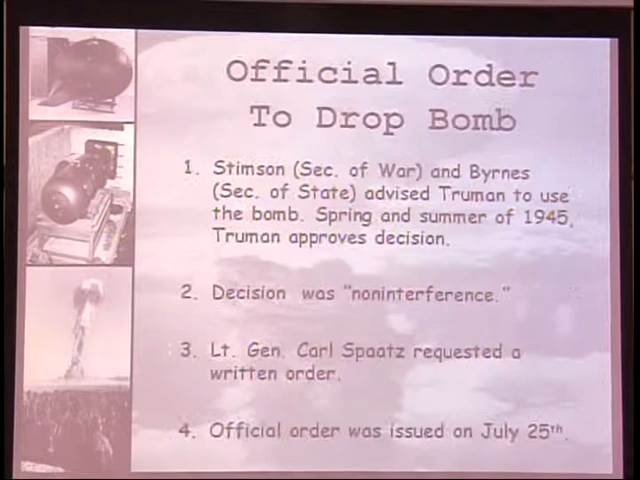 Official Order
To Drop Bomb
1. Stimson (Sec. of War) and Byrnes
(Sec. of State) advised Truman to use
the bomb. Spring and summer of 1945,
Truman approves decision.
2. Decision was "noninterference."
3. Lt. Gen. Carl Spaatz requested a
written order.
4. Official order was issued on July 25th.